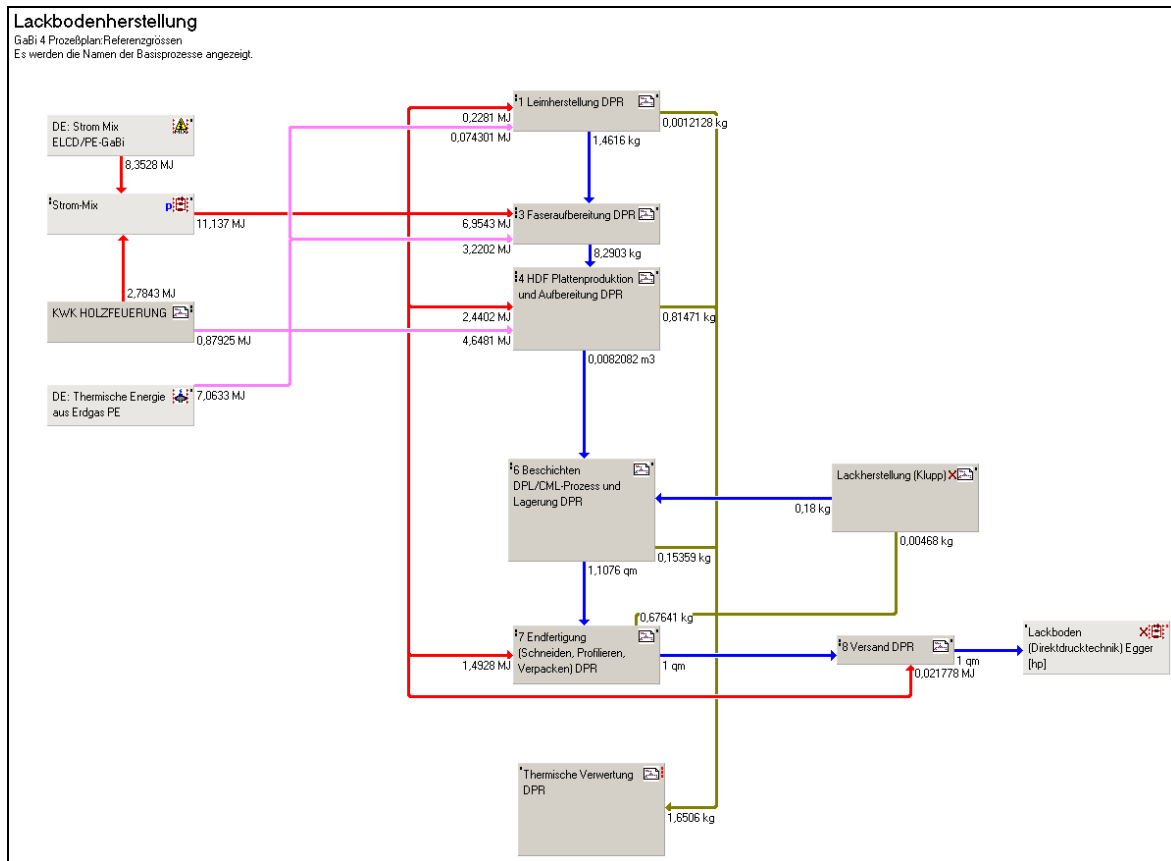 Lackbodenherstellung
GaBi 4 Prozeßplan:Referenzgrössen
Es werden die Namen der Basisprozesse angezeigt.
DE: Strom Mix
ELCD/PE-GaBi
8,3528 MJ
Strom-Mix
p
11,137 MJ
2,7843 MJ
KWK HOLZFEUERUNG
0,87925 MJ
DE: Thermische Energie
aus Erdgas PE
7,0633 MJ
1 Leimherstellung DPR
0,2281 MJ
0,074301 MJ
0,0012128 kg
1,4616 kg
3 Faseraufbereitung DPR
6,9543 MJ
3,2202 MJ
8,2903 kg
4 HDF Plattenproduktion
und Aufbereitung DPR
2,4402 MJ
4,6481 MJ
0,81471 kg
0,0082082 m3
6 Beschichten
DPL/CML-Prozess und
Lagerung DPR
Lackherstellung (Klupp)
0,18 kg
0,00468 kg
0,15359 kg
1,1076 qm
0,67641 kg
7 Endfertigung
(Schneiden, Profilieren,
Verpacken) DPR
1,4928 MJ
1 qm
8 Versand DPR
0,021778 MJ
1 qm
Lackboden
(Direktdrucktechnik) Egger
[hp]
Thermische Verwertung
DPR
1,6506 kg